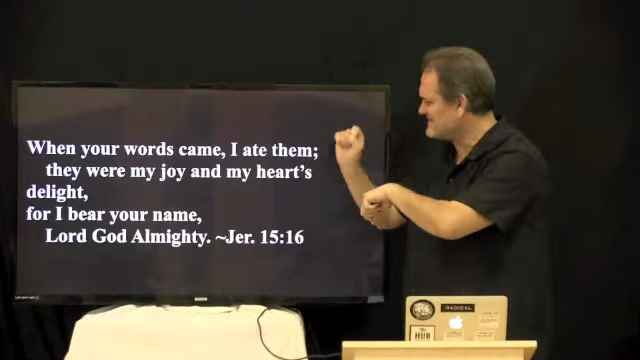 When your words came, I ate them;
they were my joy and my heart's
delight,
for I bear your name,
Lord God Almighty. ~Jer. 15:16
RADICAL
HUB